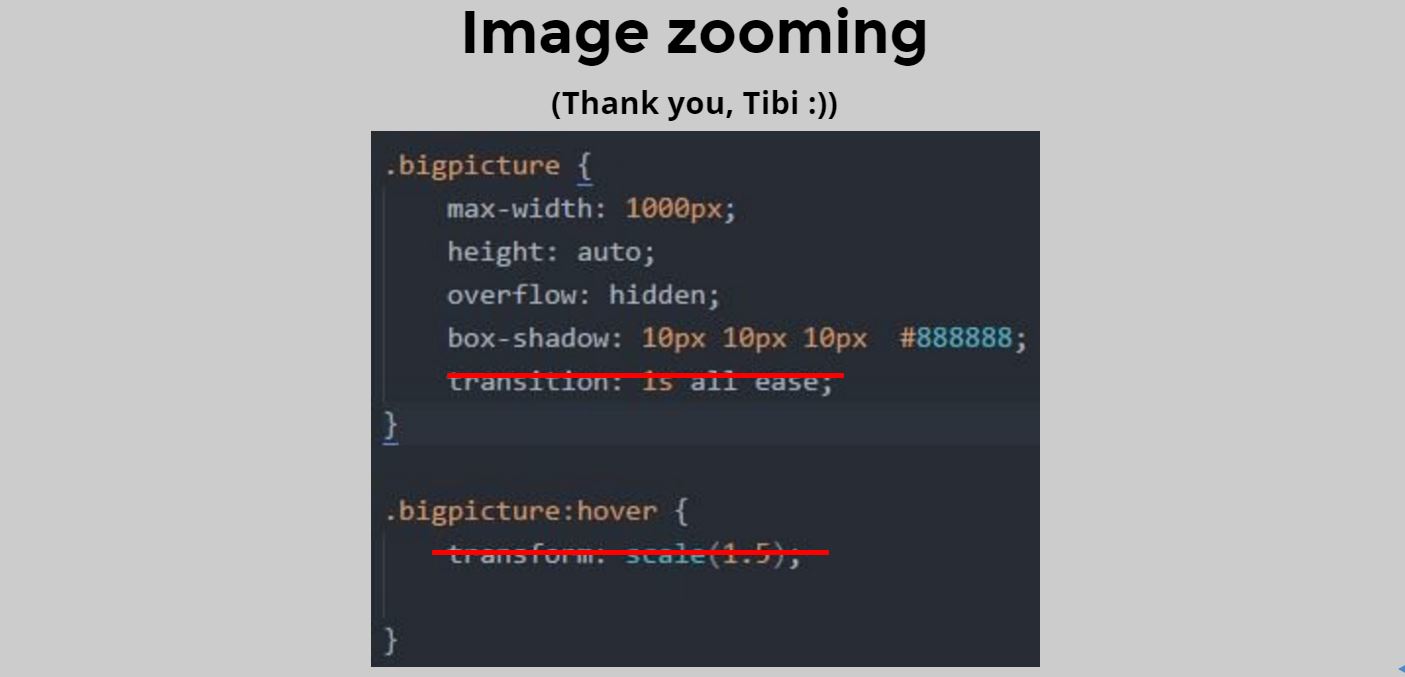 Image zooming
(Thank you, Tibi :))
.bigpicture {
max-width: 1000px;
height: auto;
overflow: hidden;
box-shadow: 10px 10px 10px  #888888;
transition: 1s all ease;
}
.bigpicture:hover {
transform: scale(1.5);
}